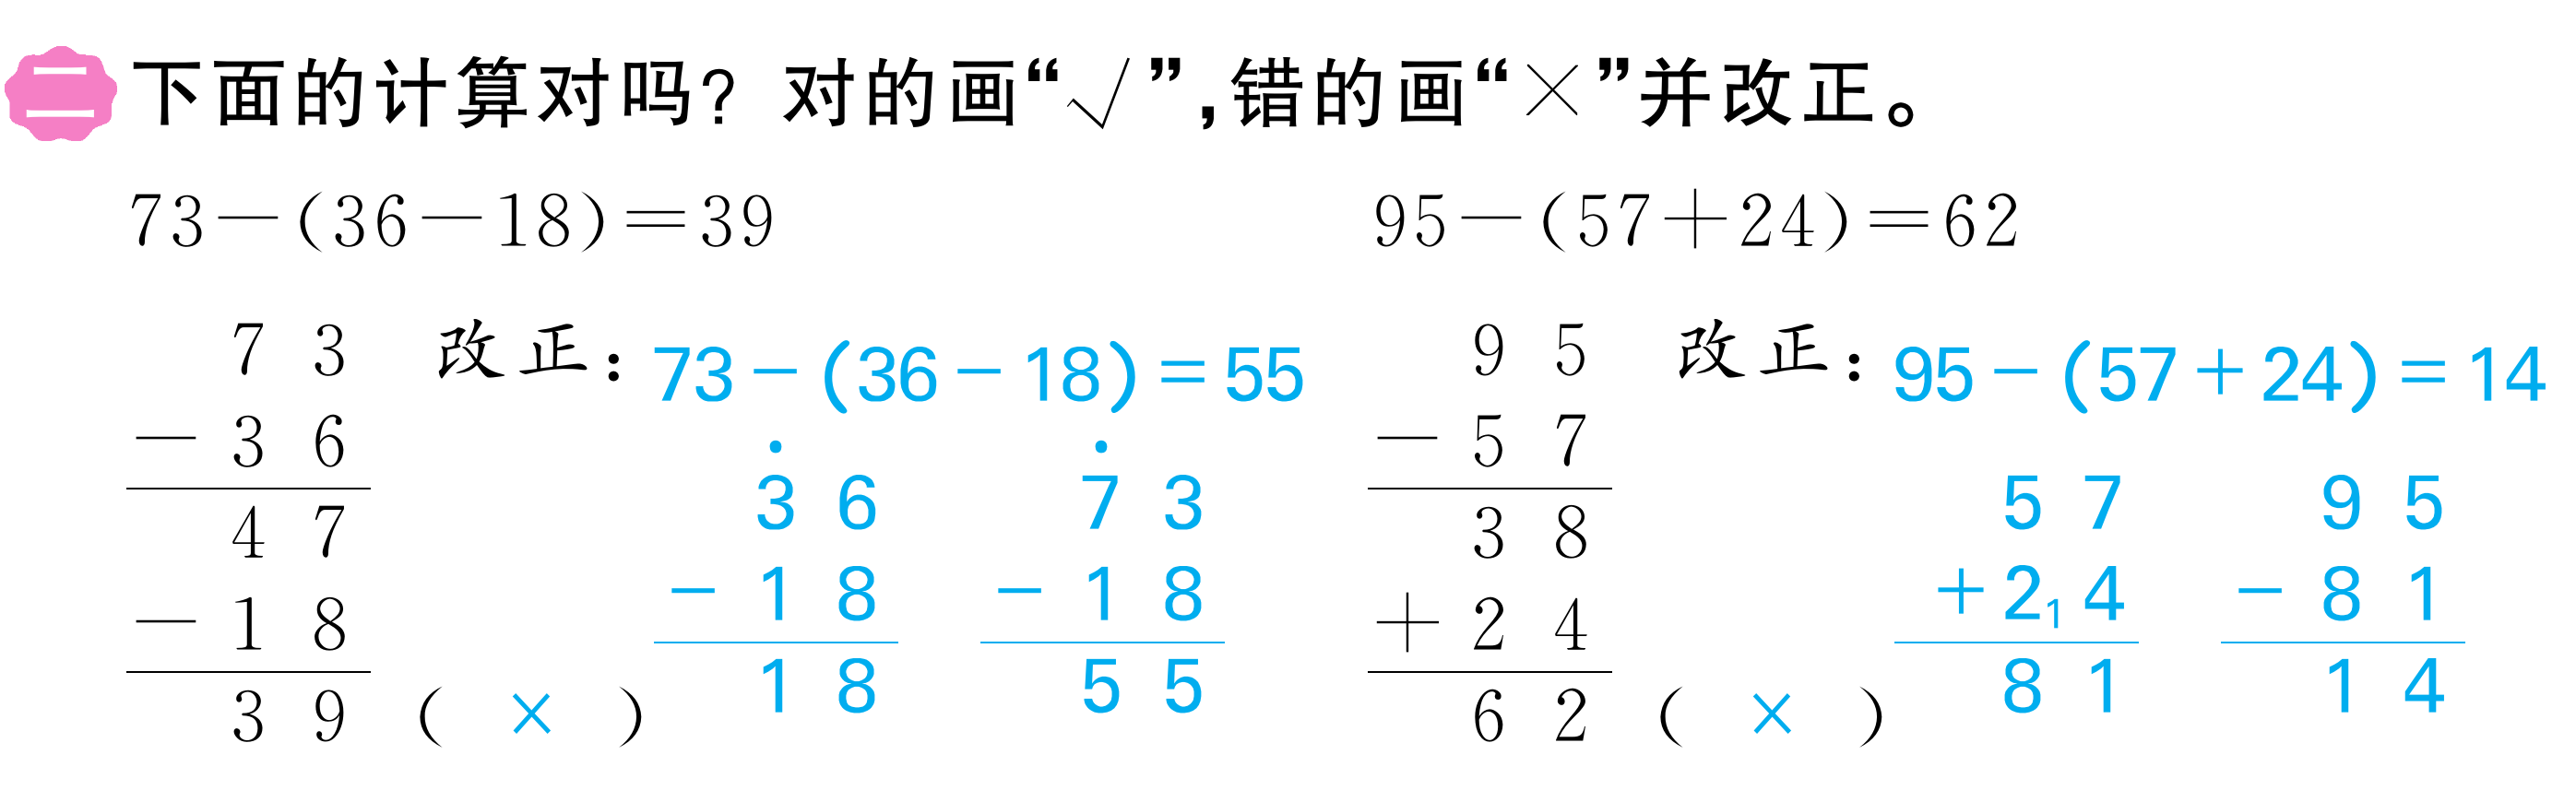 二 下面的计算对吗? 对的画“√”,错的画“×”并改正。
73-(36-18)=39
95-(57+24)=62
7 3
- 3 6
4 7
- 1 8
3 9 ( × )
改正:73-(36-18)=55
3 6
- 1 8
1 8
7 3
- 1 8
5 5
9 5
- 5 7
3 8
+ 2 4
6 2 ( × )
改正:95-(57+24)=14
5 7
+ 2 1 4
8 1
9 5
- 8 1
1 4